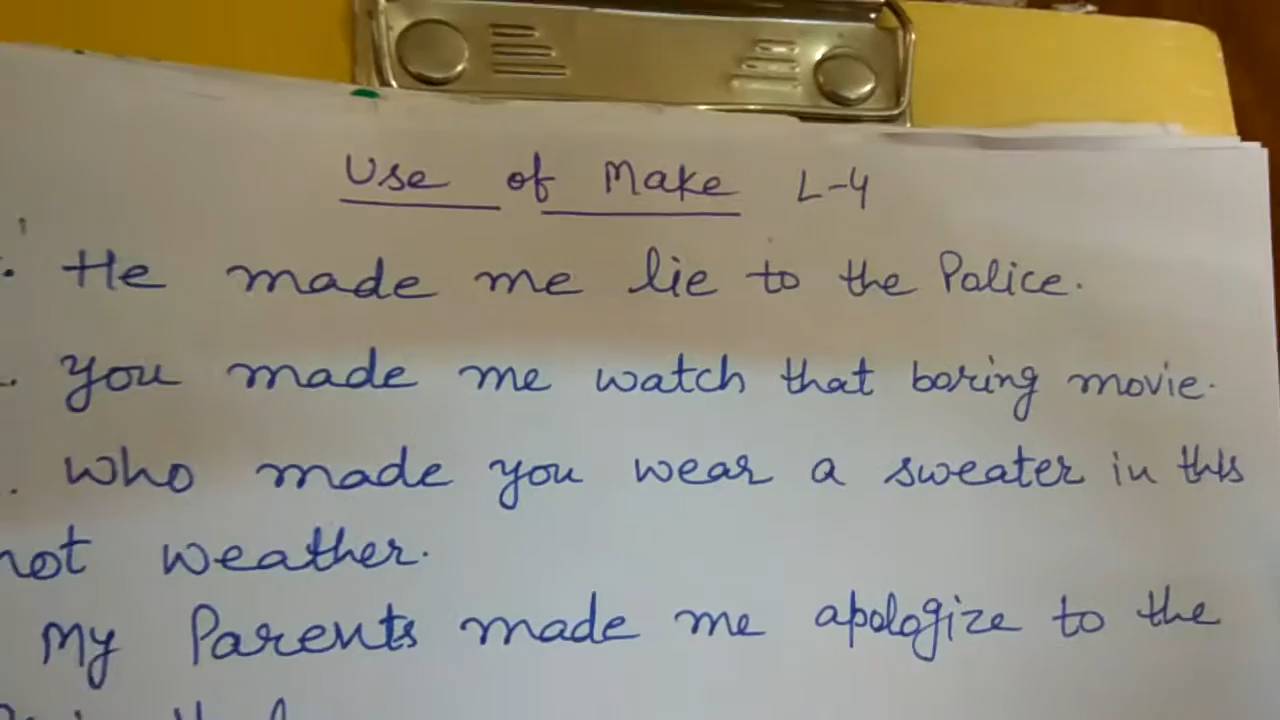 Use of Make L-4
He made me lie to the Police.
You made me watch that boring movie.
Who made you wear a sweater in this
hot weather.
My Parents made me apologize to the